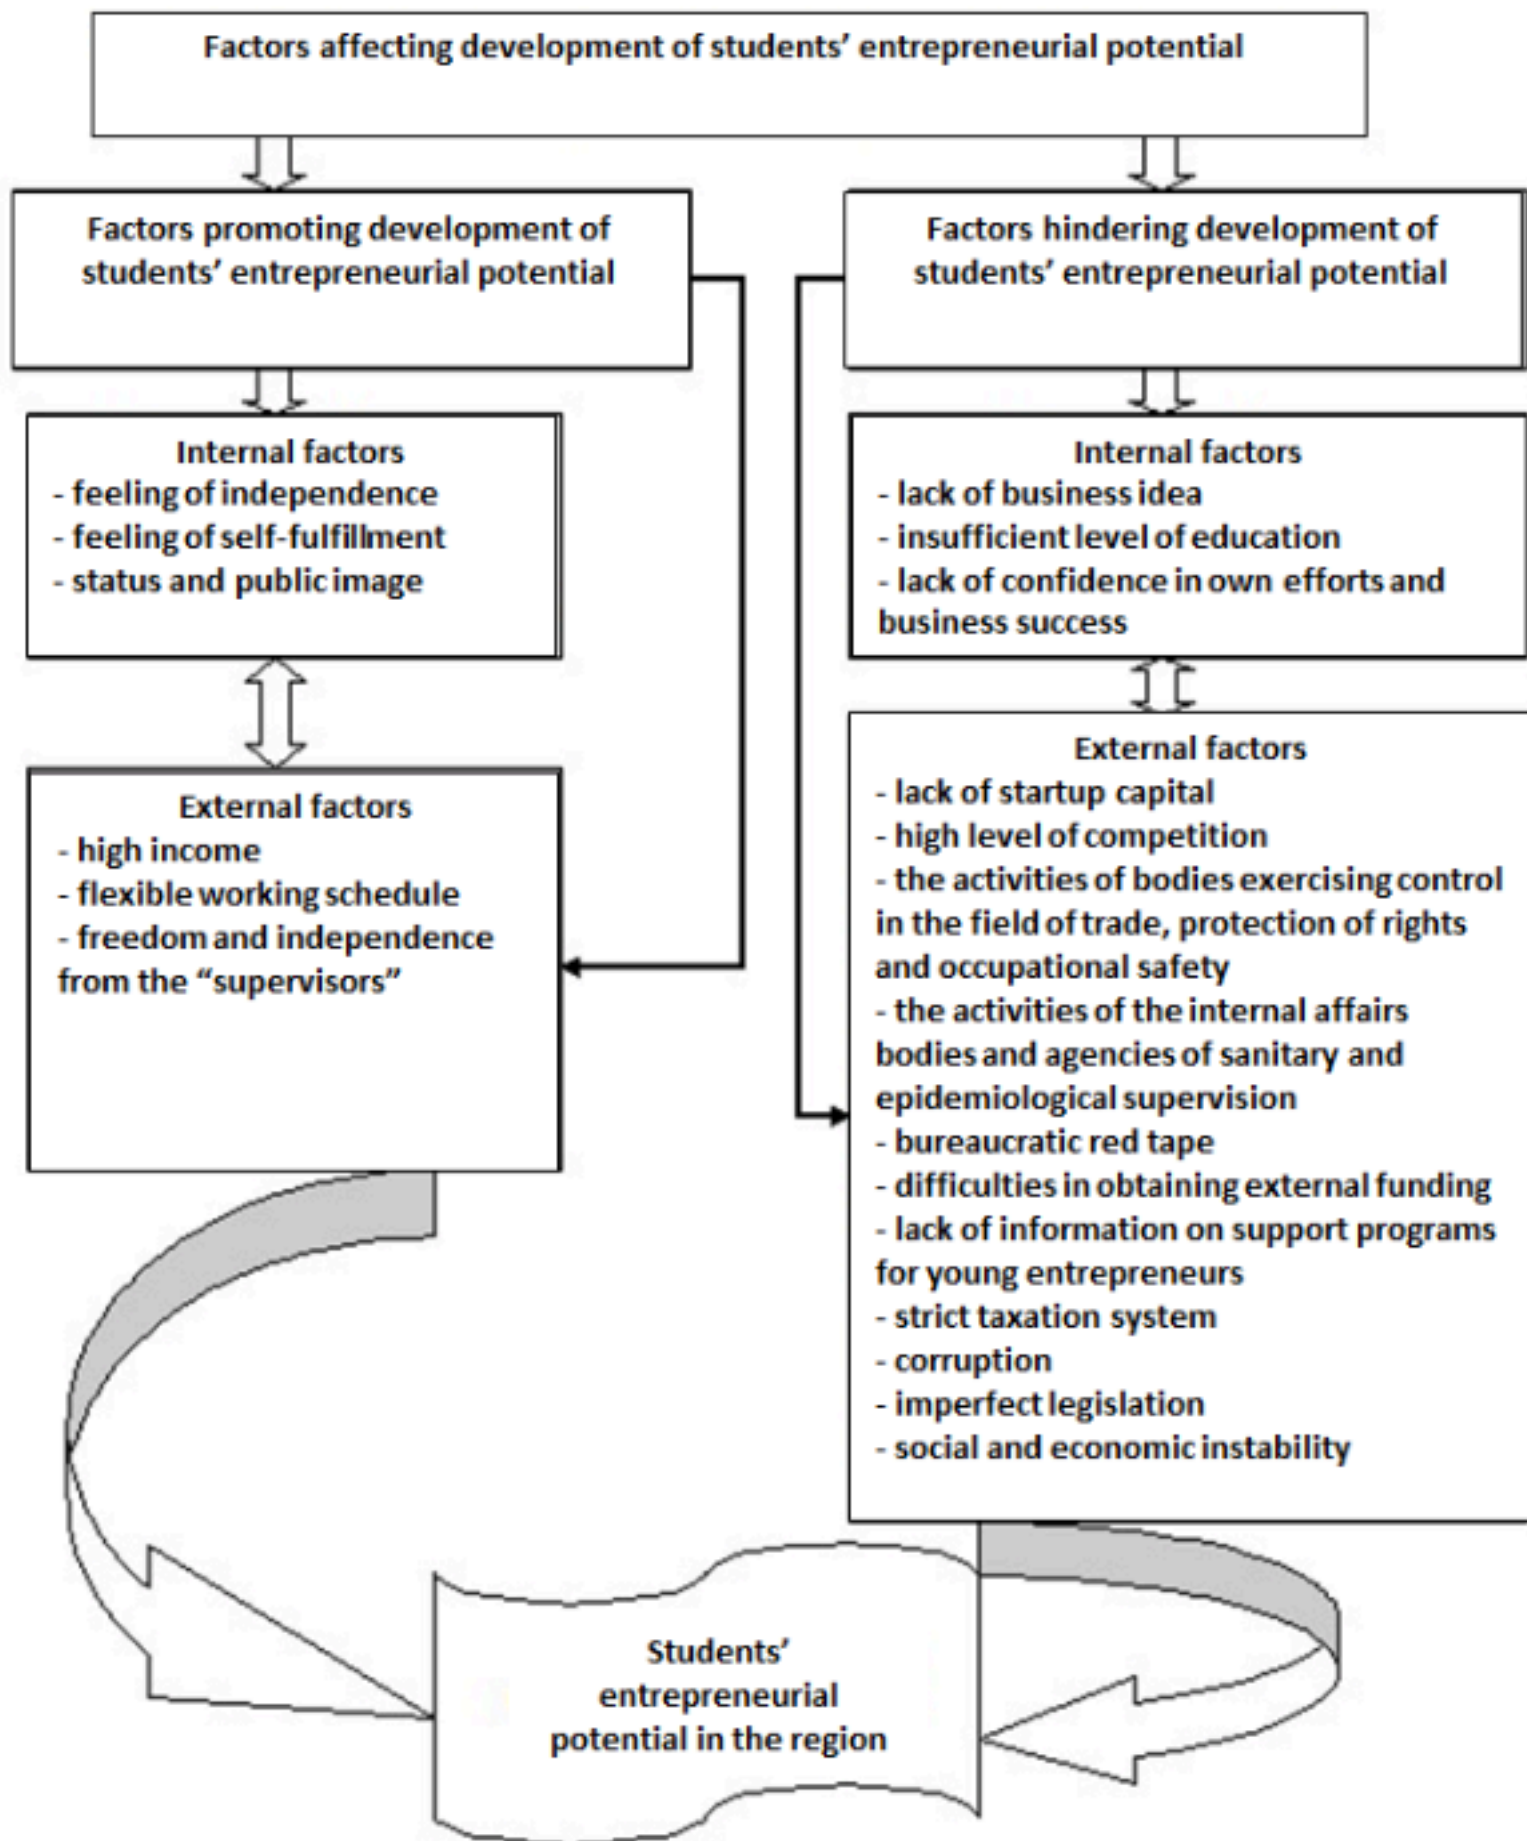 Factors affecting development of students’ entrepreneurial potential
Factors promoting development of
students’ entrepreneurial potential
Internal factors
- feeling of independence
- feeling of self-fulfillment
- status and public image
External factors
- high income
- flexible working schedule
- freedom and independence
from the “supervisors”
Factors hindering development of
students’ entrepreneurial potential
Internal factors
- lack of business idea
- insufficient level of education
- lack of confidence in own efforts and
business success
External factors
- lack of startup capital
- high level of competition
- the activities of bodies exercising control
in the field of trade, protection of rights
and occupational safety
- the activities of the internal affairs
bodies and agencies of sanitary and
epidemiological supervision
- bureaucratic red tape
- difficulties in obtaining external funding
- lack of information on support programs
for young entrepreneurs
- strict taxation system
- corruption
- imperfect legislation
- social and economic instability
Students’
entrepreneurial
potential in the region